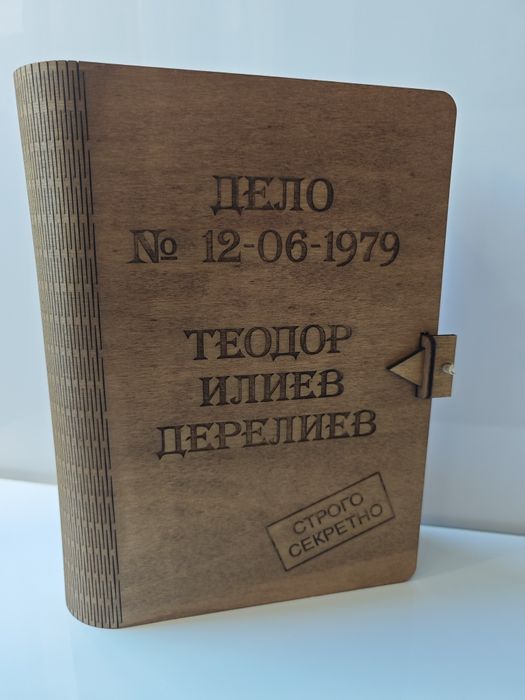 ДЕЛО
№ 12-06-1979
ТЕОДОР
ИЛИЕВ
ДЕРЕЛИЕВ
СТРОГО
СЕКРЕТНО